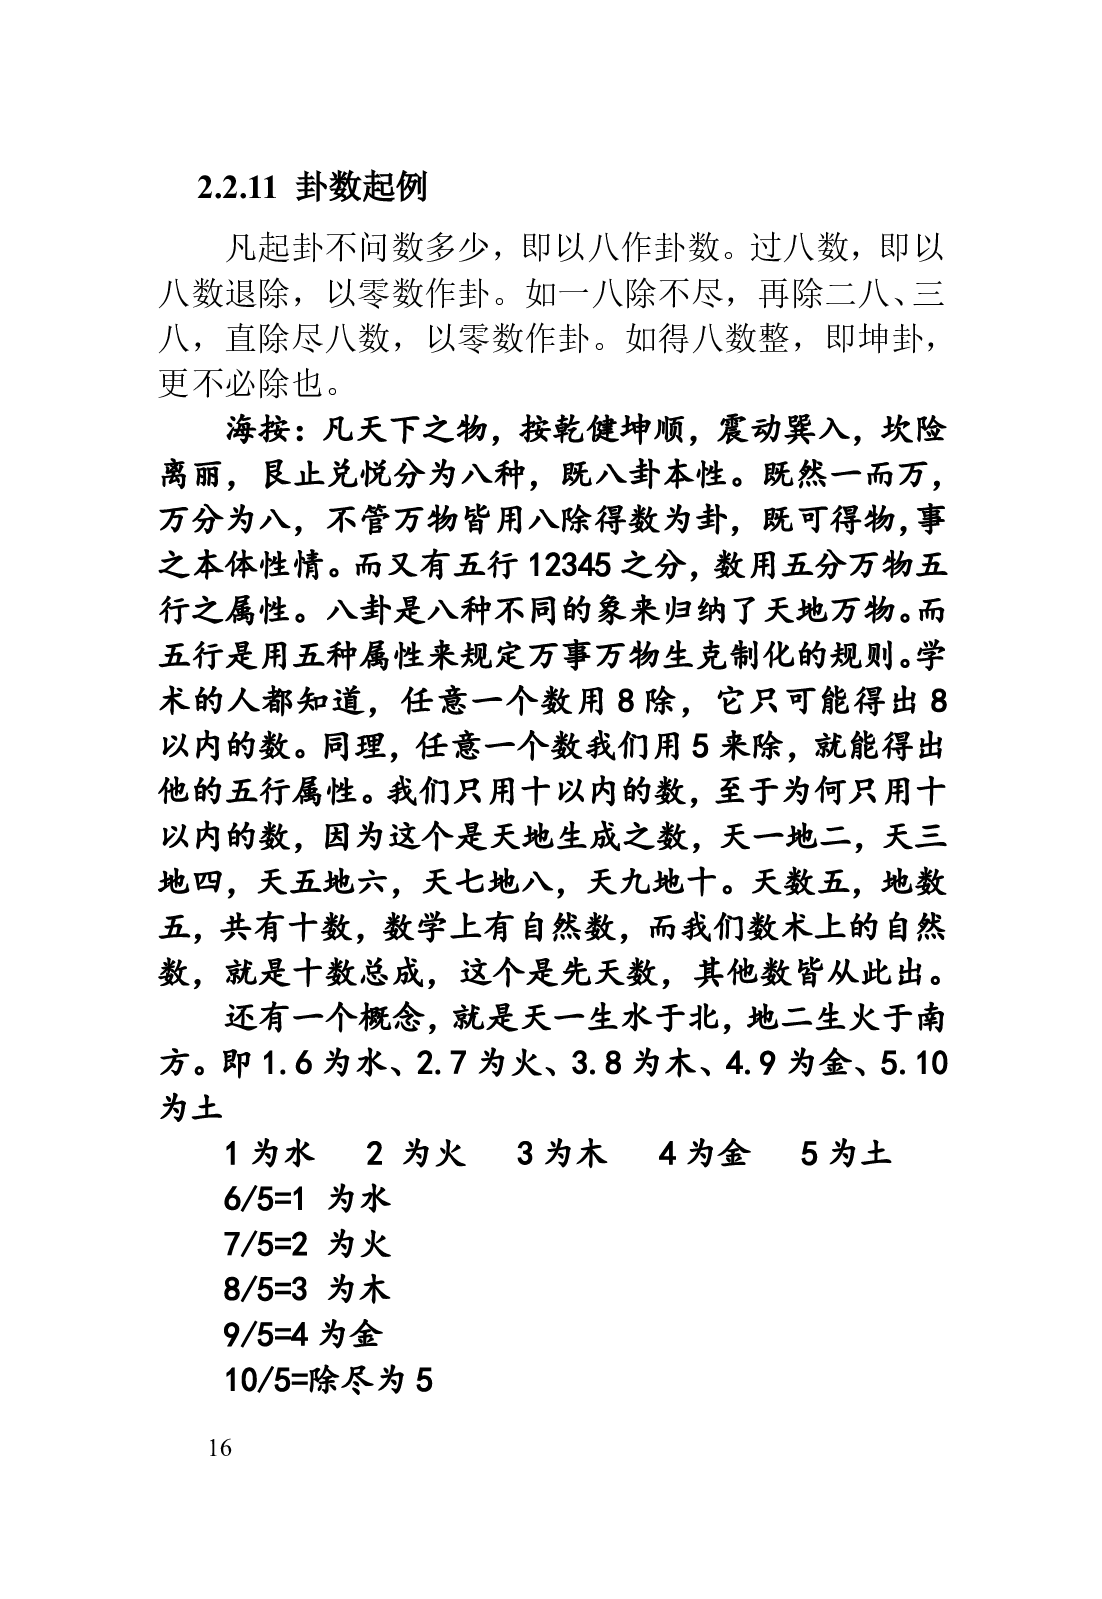 2.2.11 卦数起例
凡起卦不问数多少，即以八作卦数。过八数，即以
八数退除，以零数作卦。如一八除不尽，再除二八、三
八，直除尽八数，以零数作卦。如得八数整，即坤卦，
更不必除也。
海按：凡天下之物，按乾健坤顺，震动巽入，坎险
离丽，艮止兑悦分为八种，既八卦本性。既然一而万，
万分为八，不管万物皆用八除得数为卦，既可得物，事
之本体性情。而又有五行 12345 之分，数用五分万物五
行之属性。八卦是八种不同的象来归纳了天地万物。而
五行是用五种属性来规定万事万物生克制化的规则。学
术的人都知道，任意一个数用 8 除，它只可能得出 8
以内的数。同理，任意一个数我们用 5 来除，就能得出
他的五行属性。我们只用十以内的数，至于为何只用十
以内的数，因为这个是天地生成之数，天一地二，天三
地四，天五地六，天七地八，天九地十。天数五，地数
五，共有十数，数学上有自然数，而我们数术上的自然
数，就是十数总成，这个是先天数，其他数皆从此出。
还有一个概念，就是天一生水于北，地二生火于南
方。即 1.6 为水、2.7 为火、3.8 为木、4.9 为金、5.10
为土
1 为水 2 为火 3 为木 4 为金 5 为土
6/5=1 为水
7/5=2 为火
8/5=3 为木
9/5=4 为金
10/5=除尽为 5
16